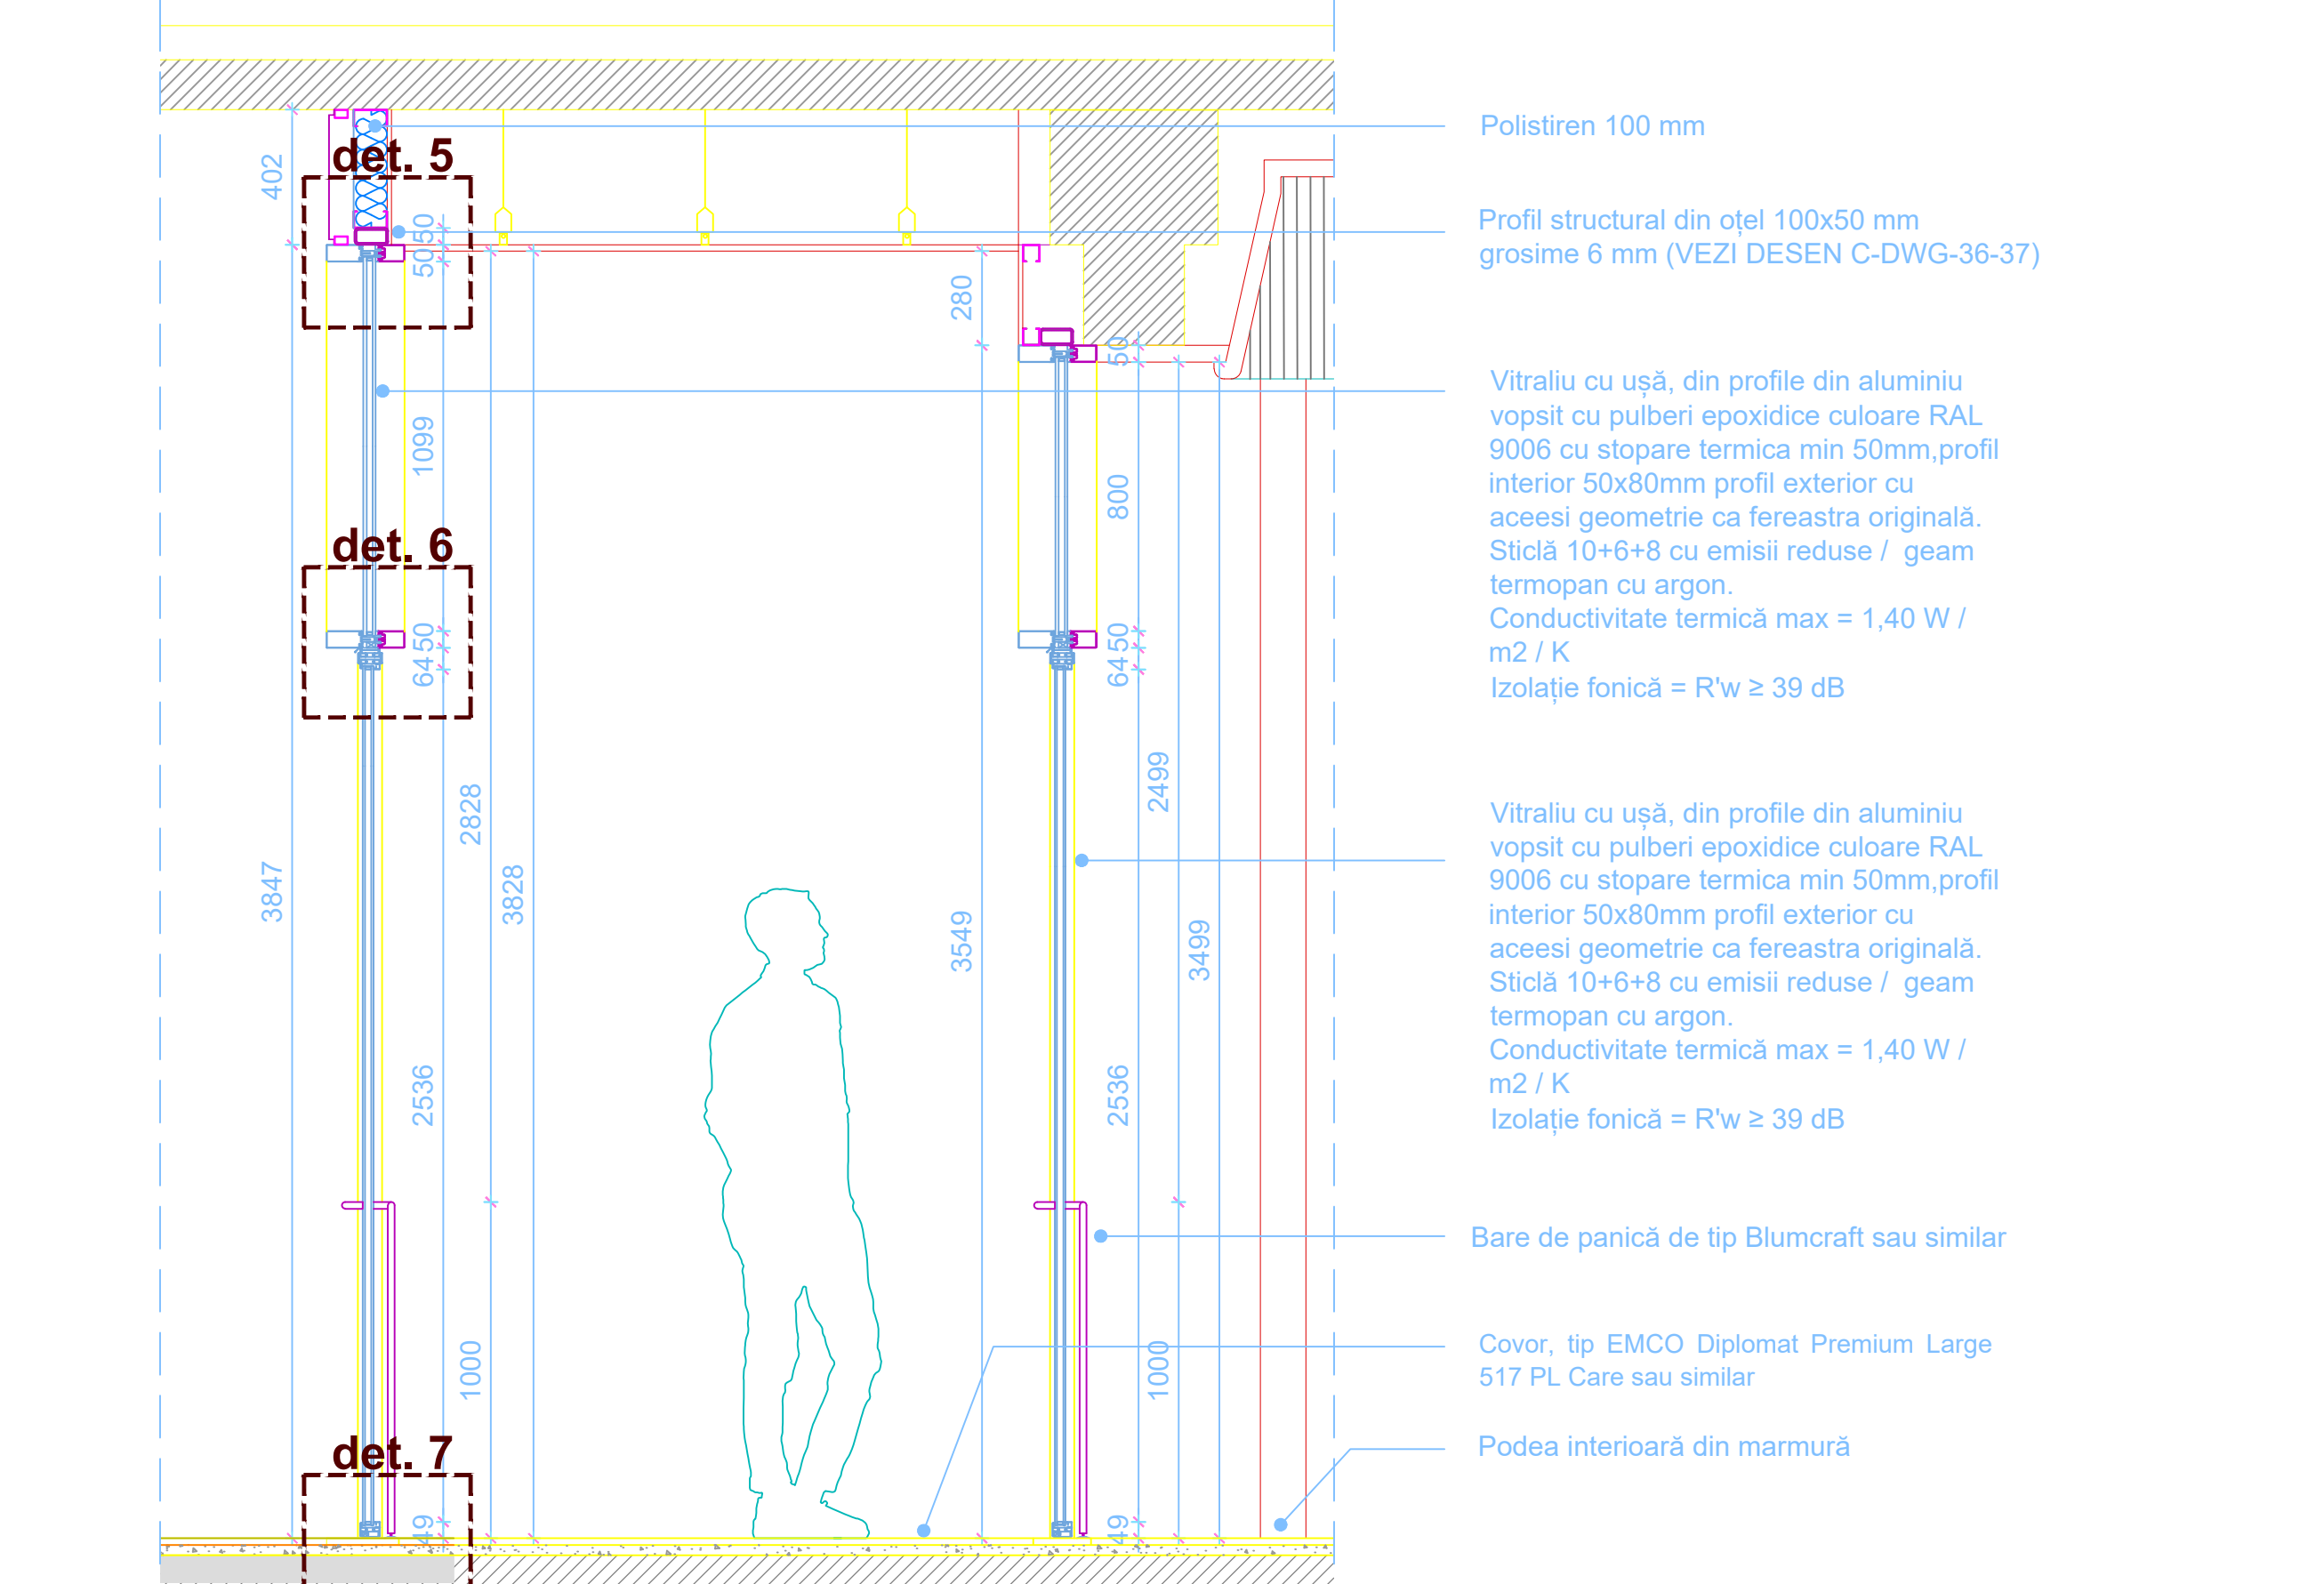 Polistiren 100 mm
det. 5
402
Profil structural din oțel 100x50 mm
grosime 6 mm (VEZI DESEN C-DWG-36-37)
50
50
280
50
Vitraliu cu ușă, din profile din aluminiu
vopsit cu pulberi epoxidice culoare RAL
9006 cu stopare termica min 50mm,profil
interior 50x80mm profil exterior cu
aceesi geometrie ca fereastra originală.
Sticlă 10+6+8 cu emisii reduse / geam
termopan cu argon.
Conductivitate termică max = 1,40 W /
m2 / K
Izolație fonică = R'w ≥ 39 dB
1099
800
det. 6
50
64
50
64
2499
2828
3828
3847
3549
3499
Vitraliu cu ușă, din profile din aluminiu
vopsit cu pulberi epoxidice culoare RAL
9006 cu stopare termica min 50mm,profil
interior 50x80mm profil exterior cu
aceesi geometrie ca fereastra originală.
Sticlă 10+6+8 cu emisii reduse / geam
termopan cu argon.
Conductivitate termică max = 1,40 W /
m2 / K
Izolație fonică = R'w ≥ 39 dB
2536
2536
Bare de panică de tip Blumcraft sau similar
1000
1000
Covor, tip EMCO Diplomat Premium Large
517 PL Care sau similar
det. 7
Podea interioară din marmură
49
49